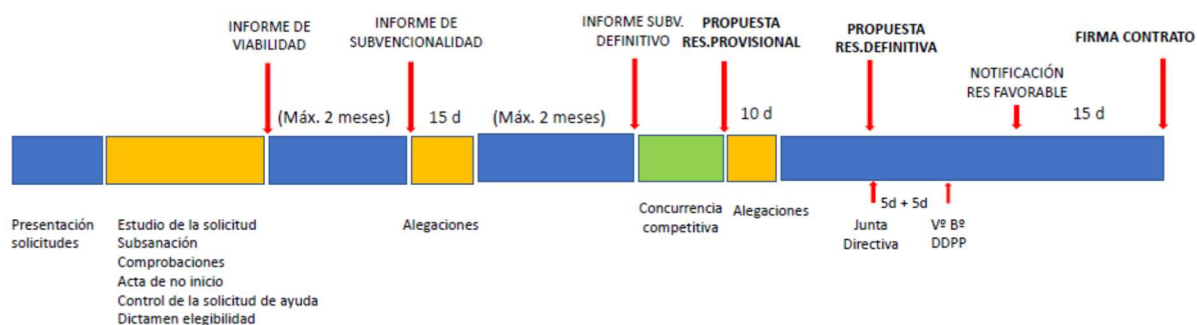 INFORME DE
VIABILIDAD
INFORME DE
SUBVENCIONALIDAD
INFORME SUBV.
DEFINITIVO
PROPUESTA
RES.PROVISIONAL
PROPUESTA
RES.DEFINITIVA
NOTIFICACIÓN
RES FAVORABLE
FIRMA CONTRATO
(Máx. 2 meses)
15 d
(Máx. 2 meses)
10 d
15 d
Presentación
solicitudes
Estudio de la solicitud
Subsanación
Comprobaciones
Acta de no inicio
Control de la solicitud de ayuda
Dictamen elegibilidad
Alegaciones
Concurrencia
competitiva
Alegaciones
5d + 5d
Junta
Directiva
Vº Bº
DDPP